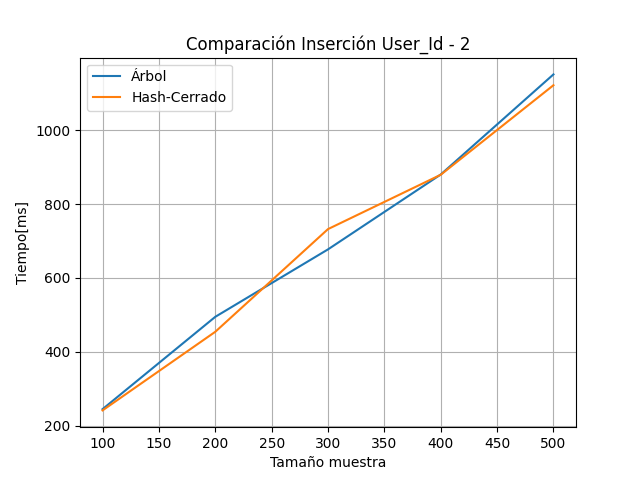 Comparación Inserción User_Id - 2
Árbol
Hash-Cerrado
Tiempo[ms]
1000
800
600
400
200
100 150 200 250 300 350 400 450 500
Tamaño muestra